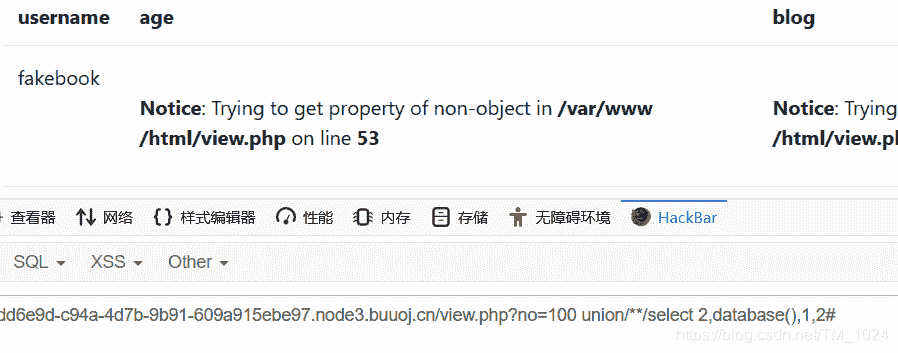 username age blog
fakebook
Notice: Trying to get property of non-object in /var/www
/html/view.php on line 53
Notice: Trying
/html/view.p
查看器 网络 样式编辑器 性能 内存 存储 无障碍环境 HackBar
SQL XSS Other
dd6e9d-c94a-4d7b-9b91-609a915ebe97.node3.buuoj.cn/view.php?no=100 union/**/select 2,database(),1,2#
https://blog.csdn.net/TM_1024